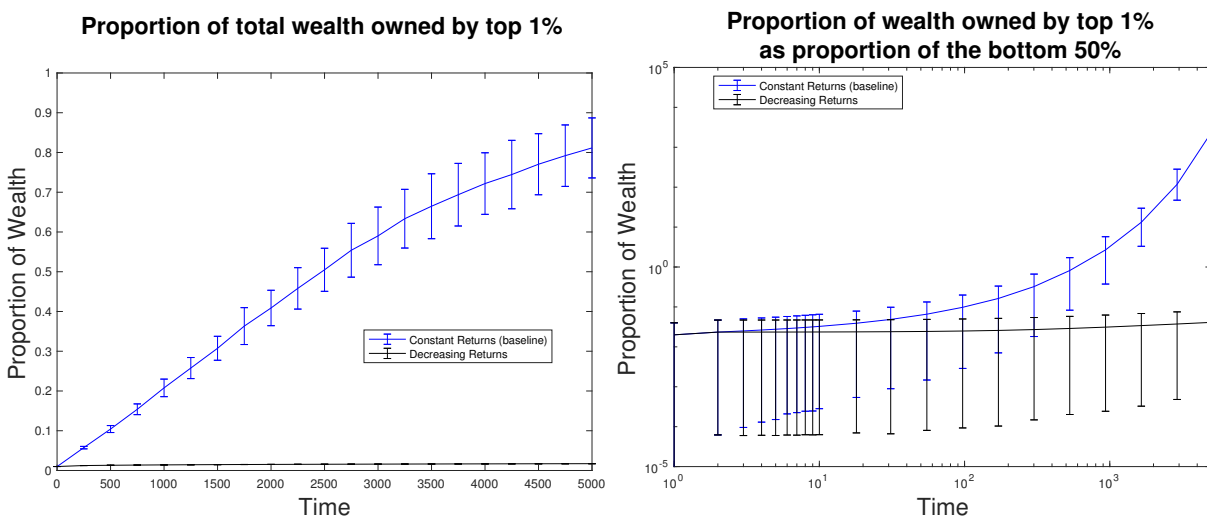 Proportion of total wealth owned by top 1%
1
0.9
0.8
0.7
0.6
0.5
0.4
0.3
0.2
0.1
0
Proportion of Wealth
Constant Returns (baseline)
Decreasing Returns
0 500 1000 1500 2000 2500 3000 3500 4000 4500 5000
Time
Proportion of wealth owned by top 1%
as proportion of the bottom 50%
10^5
10^0
10^-5
Proportion of Wealth
Constant Returns (baseline)
Decreasing Returns
10^0 10^1 10^2 10^3
Time